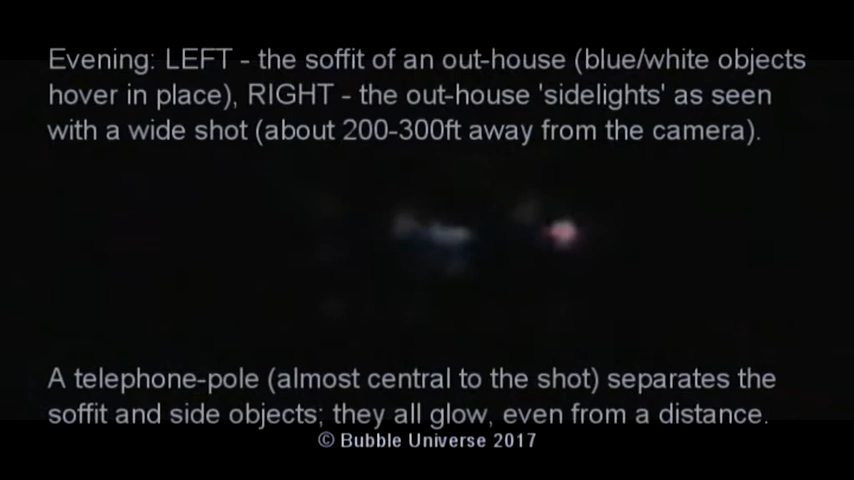 Evening: LEFT - the soffit of an out-house (blue/white objects
hover in place), RIGHT - the out-house 'sidelights' as seen
with a wide shot (about 200-300ft away from the camera).
A telephone-pole (almost central to the shot) separates the
soffit and side objects; they all glow, even from a distance.
© Bubble Universe 2017